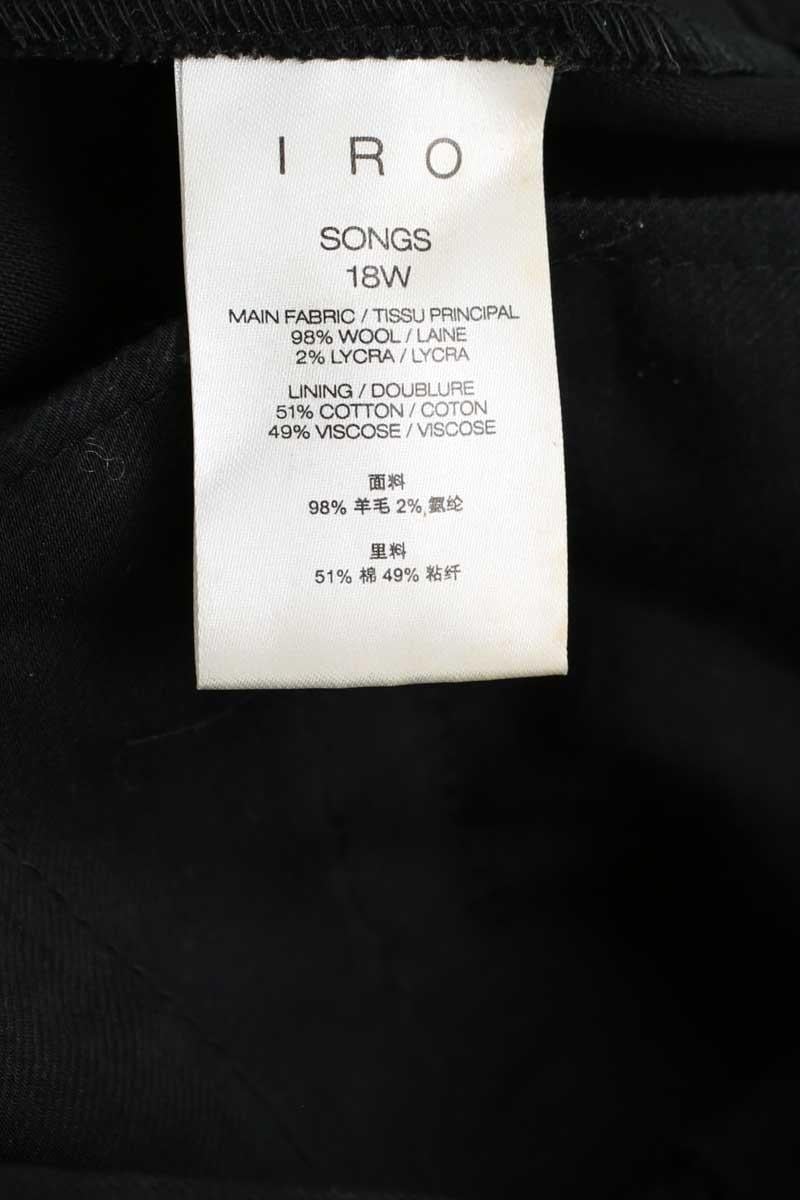 IRO
SONGS
18W
MAIN FABRIC / TISSU PRINCIPAL
98% WOOL / LAINE
2% LYCRA / LYCRA
LINING / DOUBLURE
51% COTTON / COTON
49% VISCOSE / VISCOSE
面料
98% 羊毛 2% 氨纶
里料
51% 棉 49% 粘纤